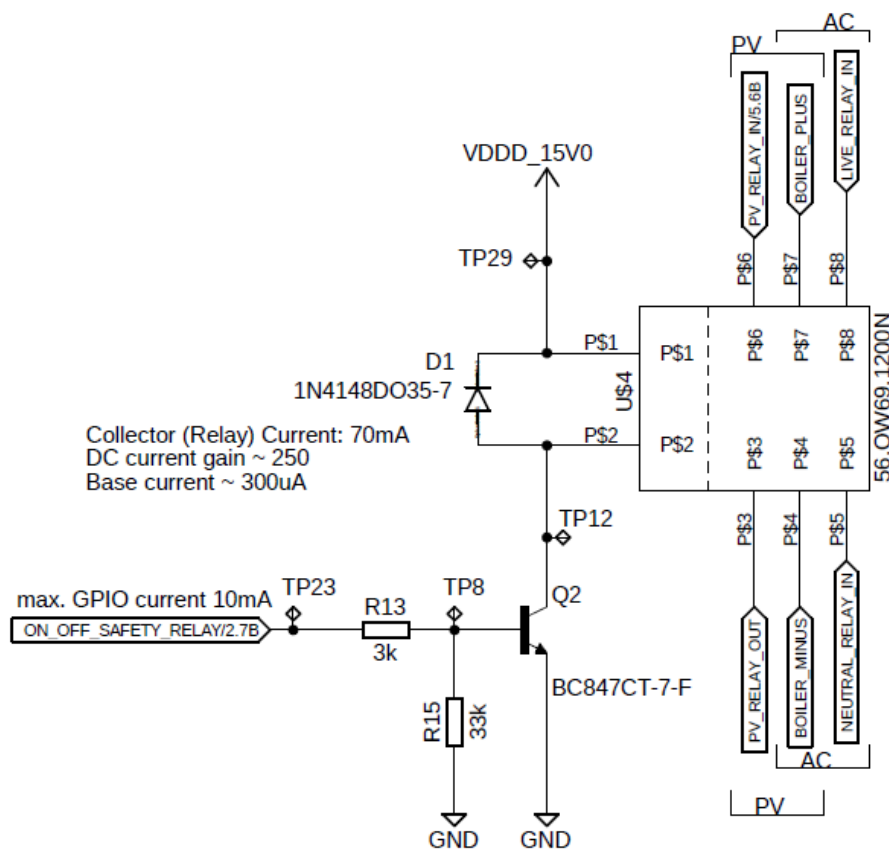 AC
PV
PV_RELAY_IN/5.6B
BOILER_PLUS
LIVE_RELAY_IN
VDDD_15V0
TP29
P$6
P$7
P$8
P$1
P$1
P$6
P$7
P$8
D1
1N4148DO35-7
U$4
56.OW69.1200N
Collector (Relay) Current: 70mA
DC current gain ~ 250
Base current ~ 300uA
P$2
P$2
P$3
P$4
P$5
TP12
P$3
P$4
P$5
max. GPIO current 10mA
TP23
TP8
Q2
ON_OFF_SAFETY_RELAY/2.7B
R13
3k
BC847CT-7-F
R15
33k
PV_RELAY_OUT
BOILER_MINUS
NEUTRAL_RELAY_IN
AC
PV
GND
GND